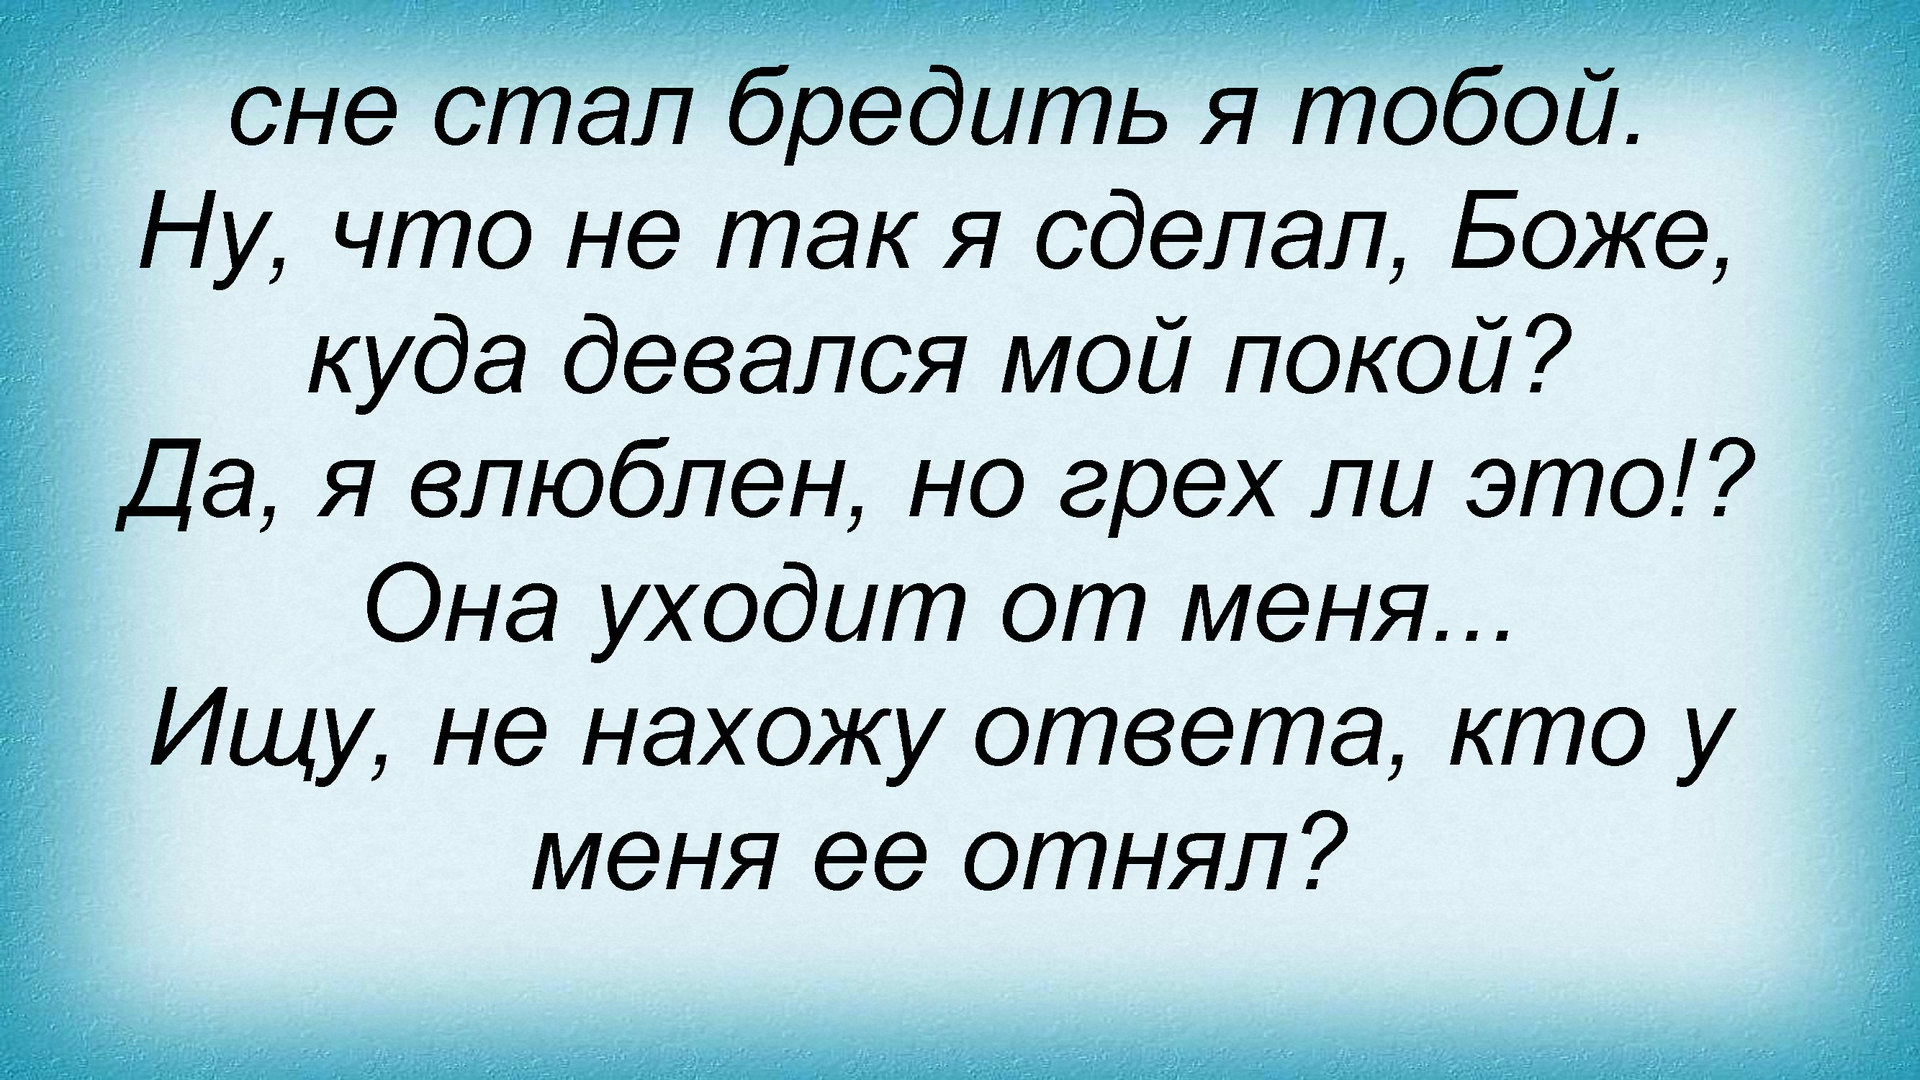 сне стал бредить я тобой.
Ну, что не так я сделал, Боже,
куда девался мой покой?
Да, я влюблен, но грех ли это!?
Она уходит от меня...
Ищу, не нахожу ответа, кто у
меня ее отнял?